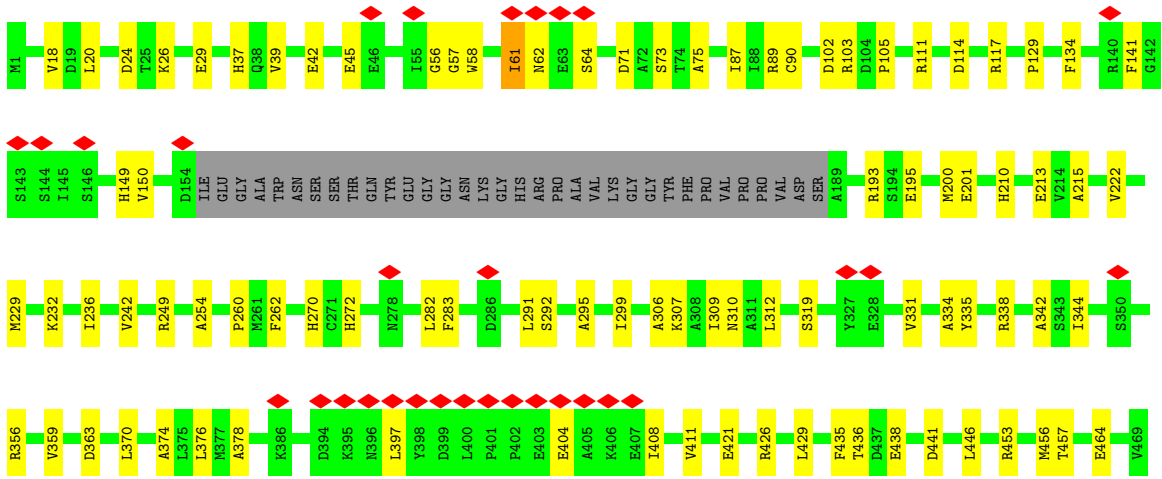 M1 V18 D19 L20 D24 T25 K26 E29 H37 Q38 V39 E42 E45 E46 I55 G56 G57 W58 I61 N62 E63 S64 D71 A72 S73 T74 A75 I87 I88 R89 C90 D102 R103 D104 P105 R111 D114 R117 P129 F134 R140 F141 G142
S143 S144 I145 S146 H149 V150 D154 ILE GLU GLY ALA TRP ASN SER SER THR GLN TYR GLU GLY GLY ASN LYS GLY HIS ARG PRO ALA VAL LYS GLY GLY TYR PHE PRO VAL PRO PRO VAL ASP SER A189 R193 S194 E195 M200 E201 H210 E213 V214 A215 V222
M229 K232 I236 V242 R249 A254 P260 M261 F262 H270 C271 H272 N278 L282 F283 D286 L291 S292 A295 I299 A306 K307 A308 I309 N310 A311 L312 S319 Y327 E328 V331 A334 Y335 R338 A342 S343 I344 S350
R356 V359 D363 L370 A374 L375 L376 M377 A378 K386 D394 K395 N396 L397 Y398 D399 L400 P401 P402 E403 E404 A405 K406 E407 I408 V411 E421 R426 L429 F435 T436 D437 E438 D441 L446 R453 M456 T457 E464 V469